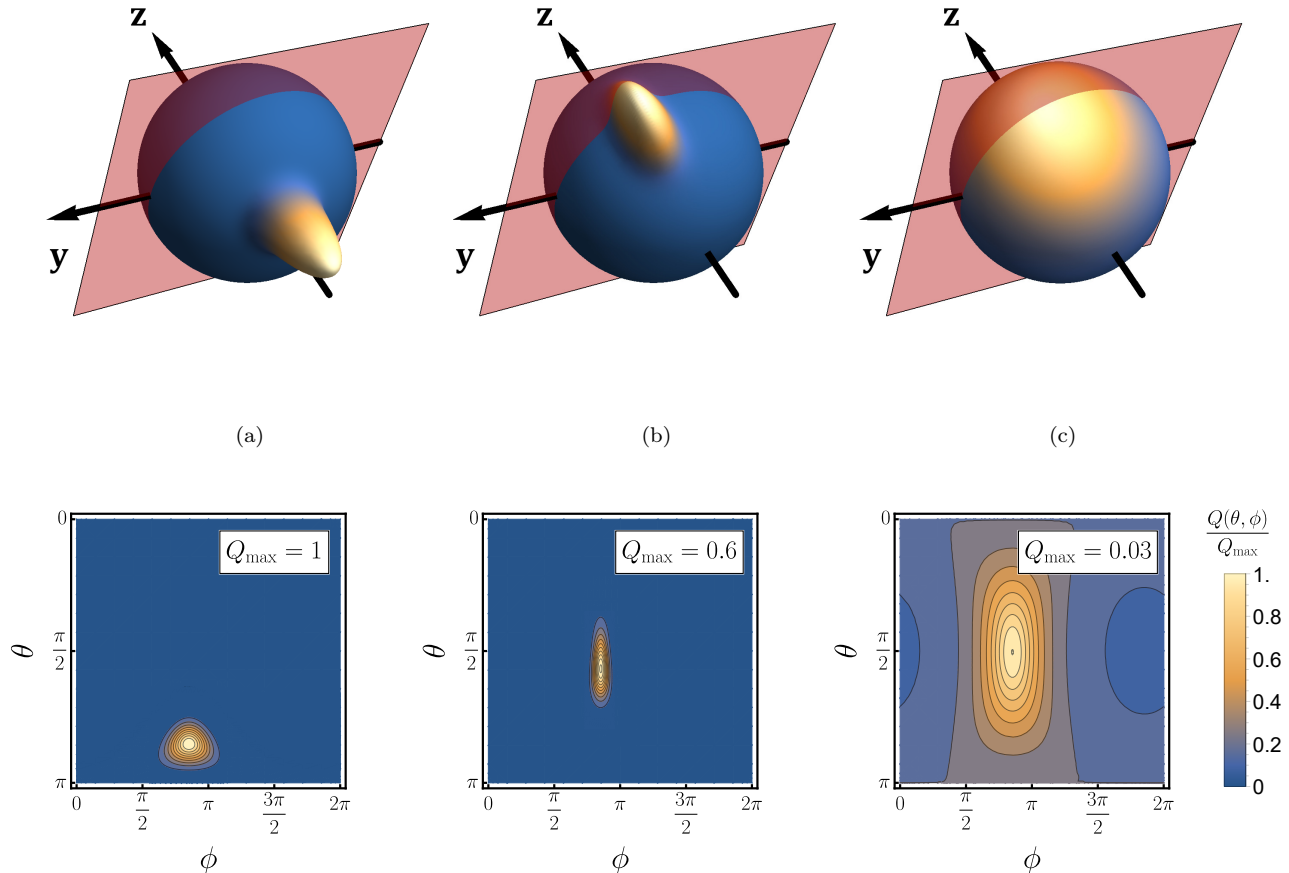 z z z
y y y
(a) (b) (c)
Q_max = 1
Q_max = 0.6
Q_max = 0.03
Q(θ, ϕ)
Q_max
1.
0.8
0.6
0.4
0.2
0
θ
0
π
2
π
0 π/2 π 3π/2 2π
ϕ
θ
0
π
2
π
0 π/2 π 3π/2 2π
ϕ
θ
0
π
2
π
0 π/2 π 3π/2 2π
ϕ